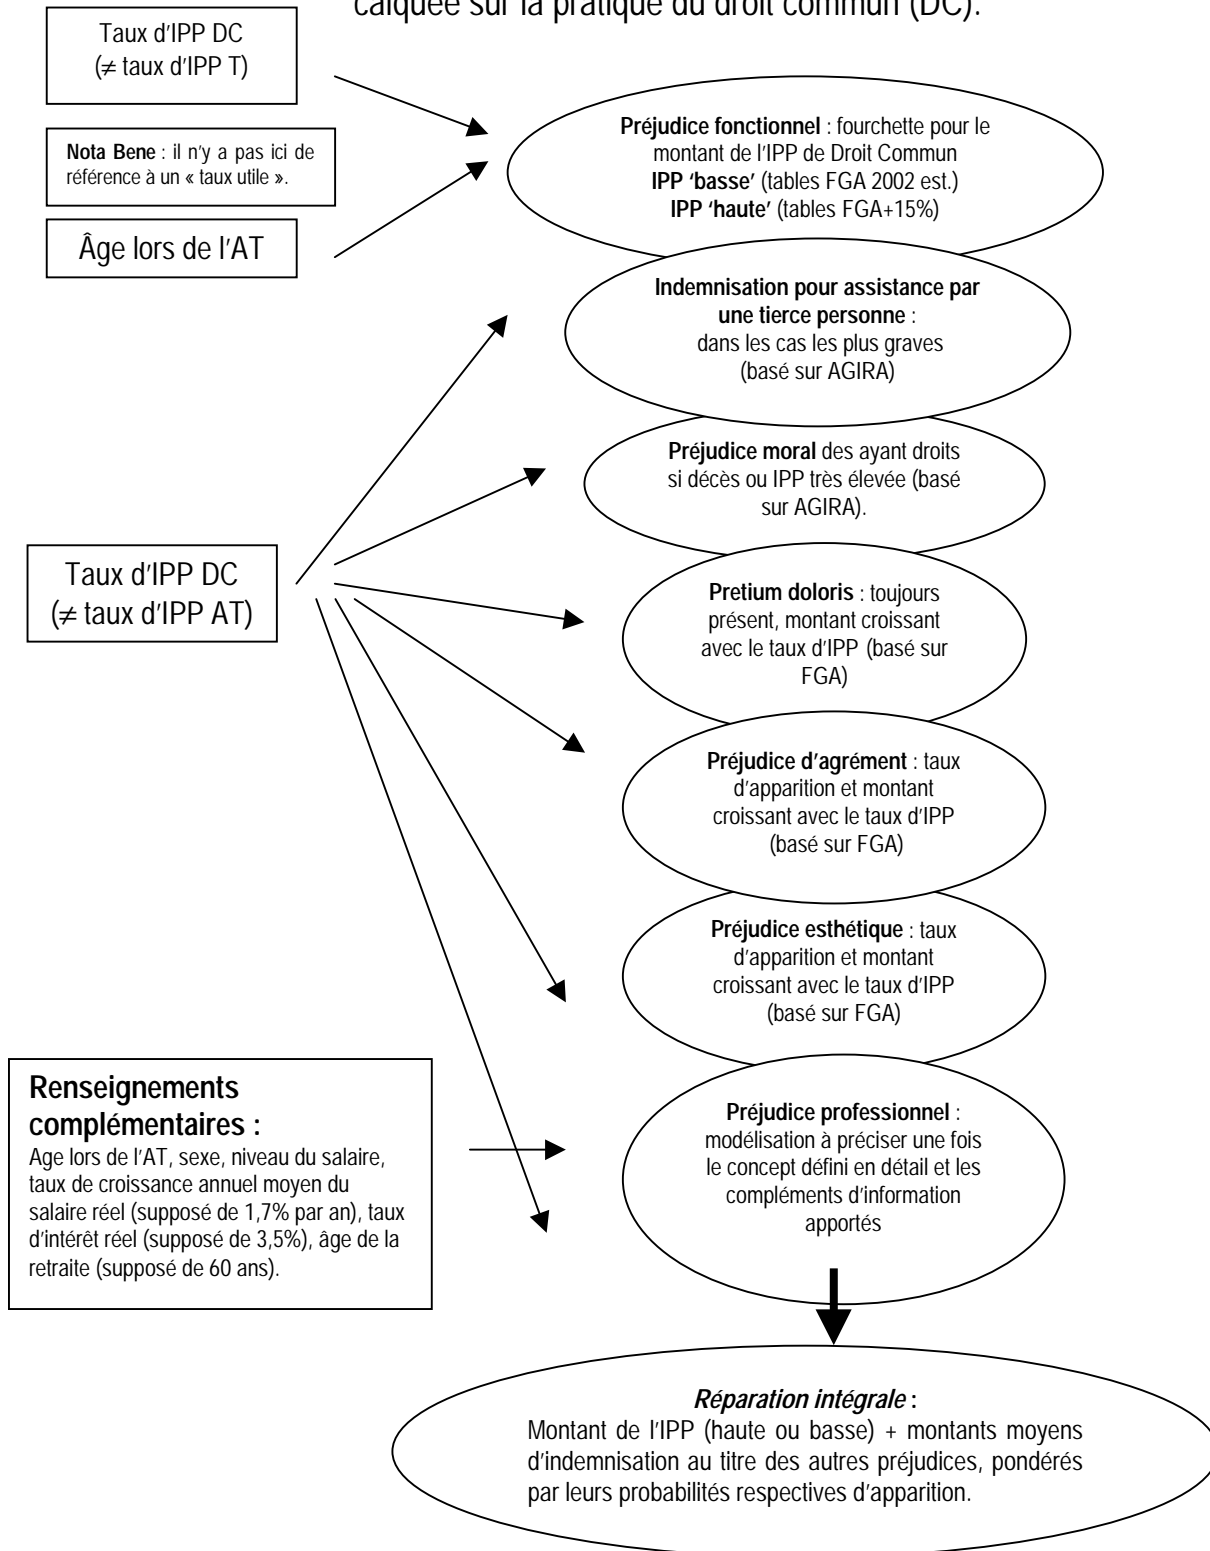 calquée sur la pratique du droit commun (DC).
Taux d'IPP DC
(≠ taux d'IPP T)
Nota Bene : il n'y a pas ici de
référence à un « taux utile ».
Âge lors de l'AT
Préjudice fonctionnel : fourchette pour le
montant de l'IPP de Droit Commun
IPP 'basse' (tables FGA 2002 est.)
IPP 'haute' (tables FGA+15%)
Indemnisation pour assistance par
une tierce personne :
dans les cas les plus graves
(basé sur AGIRA)
Préjudice moral des ayant droits
si décès ou IPP très élevée (basé
sur AGIRA).
Taux d'IPP DC
(≠ taux d'IPP AT)
Pretium doloris : toujours
présent, montant croissant
avec le taux d'IPP (basé sur
FGA)
Préjudice d'agrément : taux
d'apparition et montant
croissant avec le taux d'IPP
(basé sur FGA)
Préjudice esthétique : taux
d'apparition et montant
croissant avec le taux d'IPP
(basé sur FGA)
Renseignements
complémentaires :
Age lors de l'AT, sexe, niveau du salaire,
taux de croissance annuel moyen du
salaire réel (supposé de 1,7% par an), taux
d'intérêt réel (supposé de 3,5%), âge de la
retraite (supposé de 60 ans).
Préjudice professionnel :
modélisation à préciser une fois
le concept défini en détail et les
compléments d'information
apportés
Réparation intégrale :
Montant de l'IPP (haute ou basse) + montants moyens
d'indemnisation au titre des autres préjudices, pondérés
par leurs probabilités respectives d'apparition.